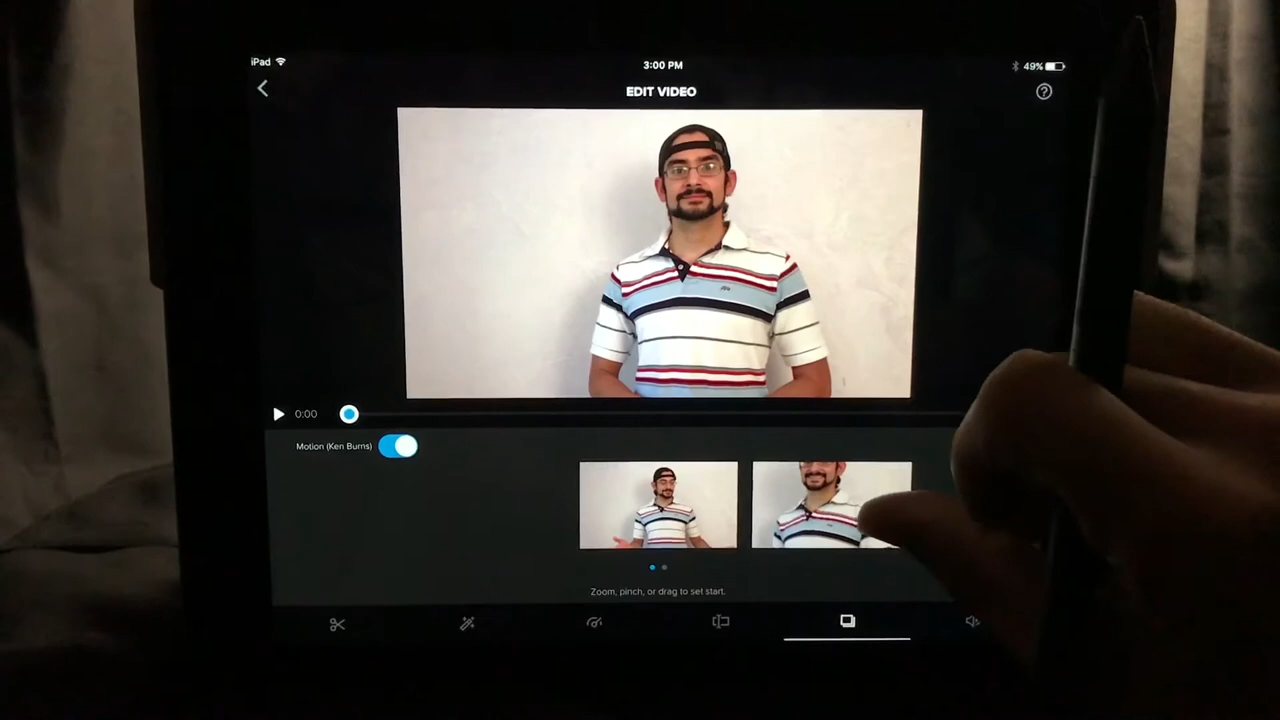 iPad
3:00 PM
49%
EDIT VIDEO
0:00
Motion (Ken Burns)
Zoom, pinch, or drag to set start.